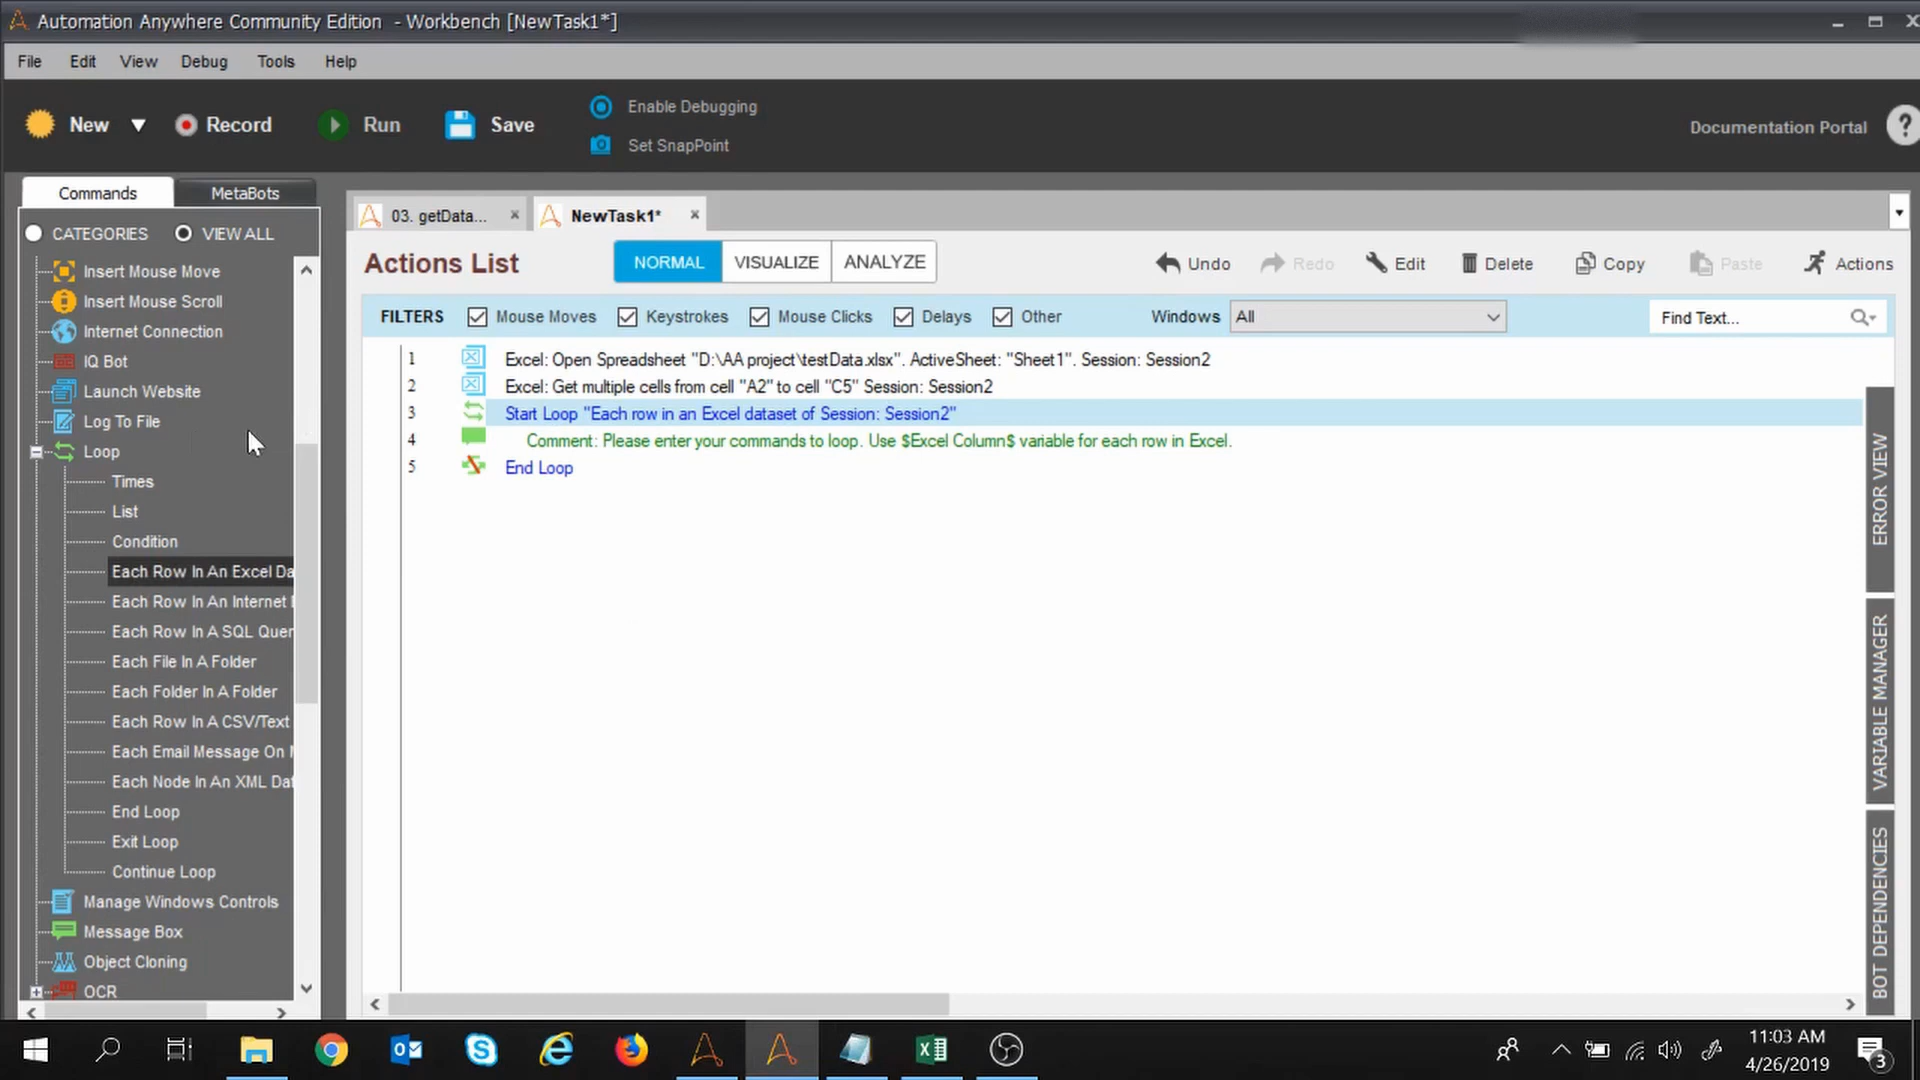 Automation Anywhere Community Edition - Workbench [NewTask1*]
File Edit View Debug Tools Help
New Record Run Save
Enable Debugging
Set SnapPoint
Documentation Portal ?
Commands MetaBots
CATEGORIES VIEW ALL
Insert Mouse Move
Insert Mouse Scroll
Internet Connection
IQ Bot
Launch Website
Log To File
Loop
Times
List
Condition
Each Row In An Excel Da
Each Row In An Internet
Each Row In A SQL Quer
Each File In A Folder
Each Folder In A Folder
Each Row In A CSV/Text
Each Email Message On
Each Node In An XML Dat
End Loop
Exit Loop
Continue Loop
Manage Windows Controls
Message Box
Object Cloning
OCR
03. getData... NewTask1*
Actions List NORMAL VISUALIZE ANALYZE Undo Redo Edit Delete Copy Paste Actions
FILTERS Mouse Moves Keystrokes Mouse Clicks Delays Other Windows All Find Text...
1 Excel: Open Spreadsheet "D:\AA project\testData.xlsx". ActiveSheet: "Sheet1". Session: Session2
2 Excel: Get multiple cells from cell "A2" to cell "C5" Session: Session2
3 Start Loop "Each row in an Excel dataset of Session: Session2"
4 Comment: Please enter your commands to loop. Use $Excel Column$ variable for each row in Excel.
5 End Loop
ERROR VIEW
VARIABLE MANAGER
BOT DEPENDENCIES
11:03 AM
4/26/2019
3